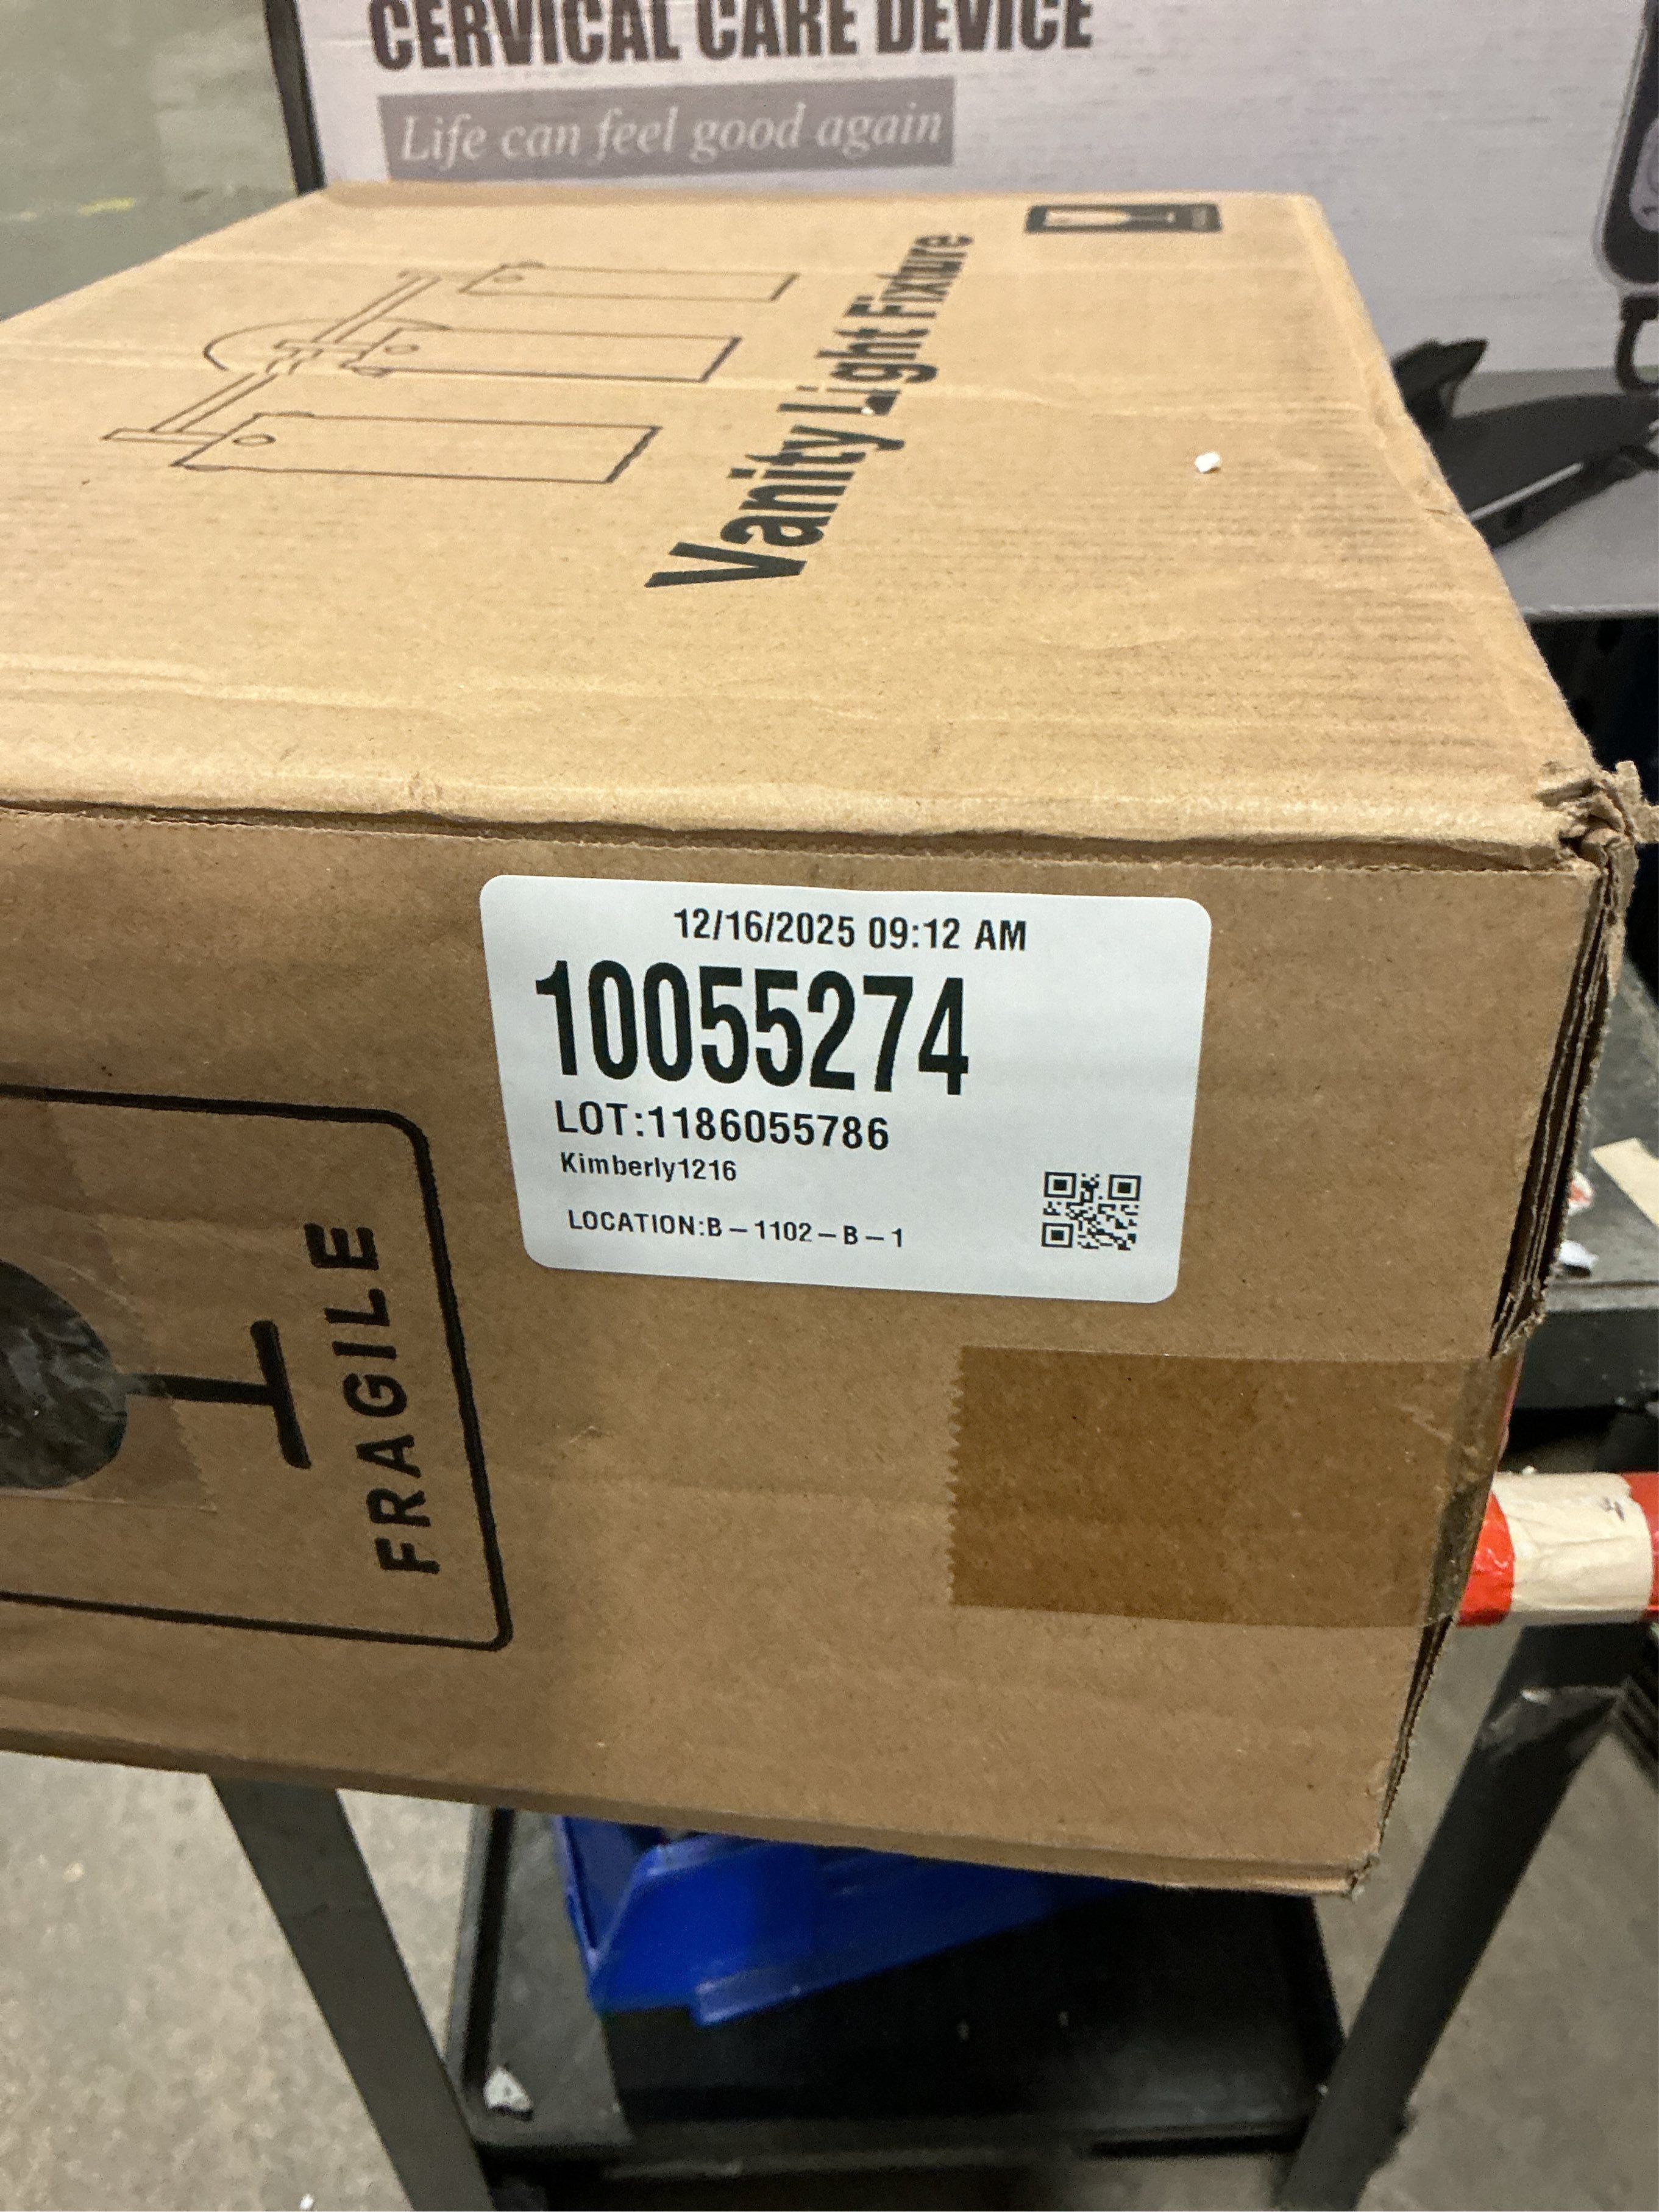 CERVICAL CARE DEVICE
Life can feel good again
Vanity Light Fixture
12/16/2025 09:12 AM
10055274
LOT:1186055786
Kimberly1216
LOCATION:B-1102-B-1
FRAGILE